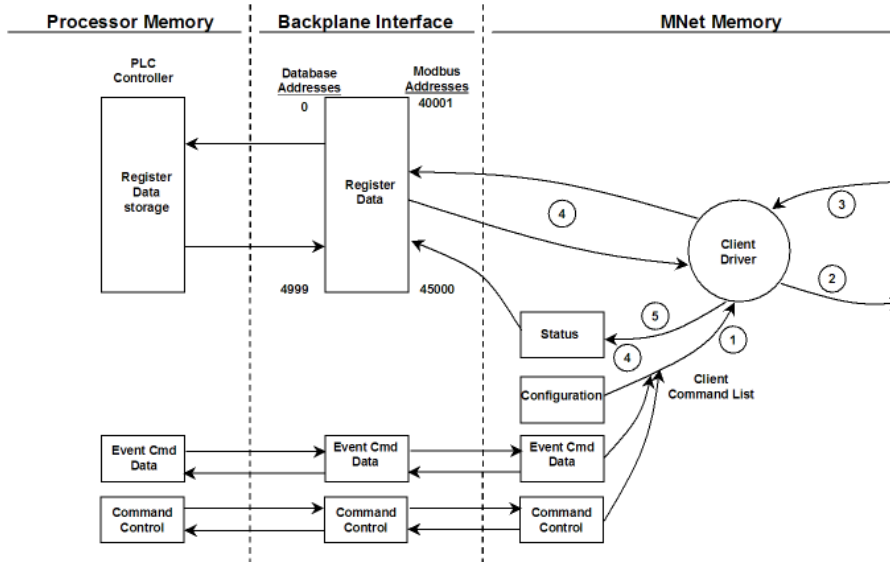 Processor Memory
Backplane Interface
MNet Memory
PLC
Controller
Database
Addresses
0
Modbus
Addresses
40001
Register
Data
storage
Register
Data
4
3
Client
Driver
2
4999
45000
5
1
Status
4
Configuration
Client
Command List
Event Cmd
Data
Event Cmd
Data
Event Cmd
Data
Command
Control
Command
Control
Command
Control